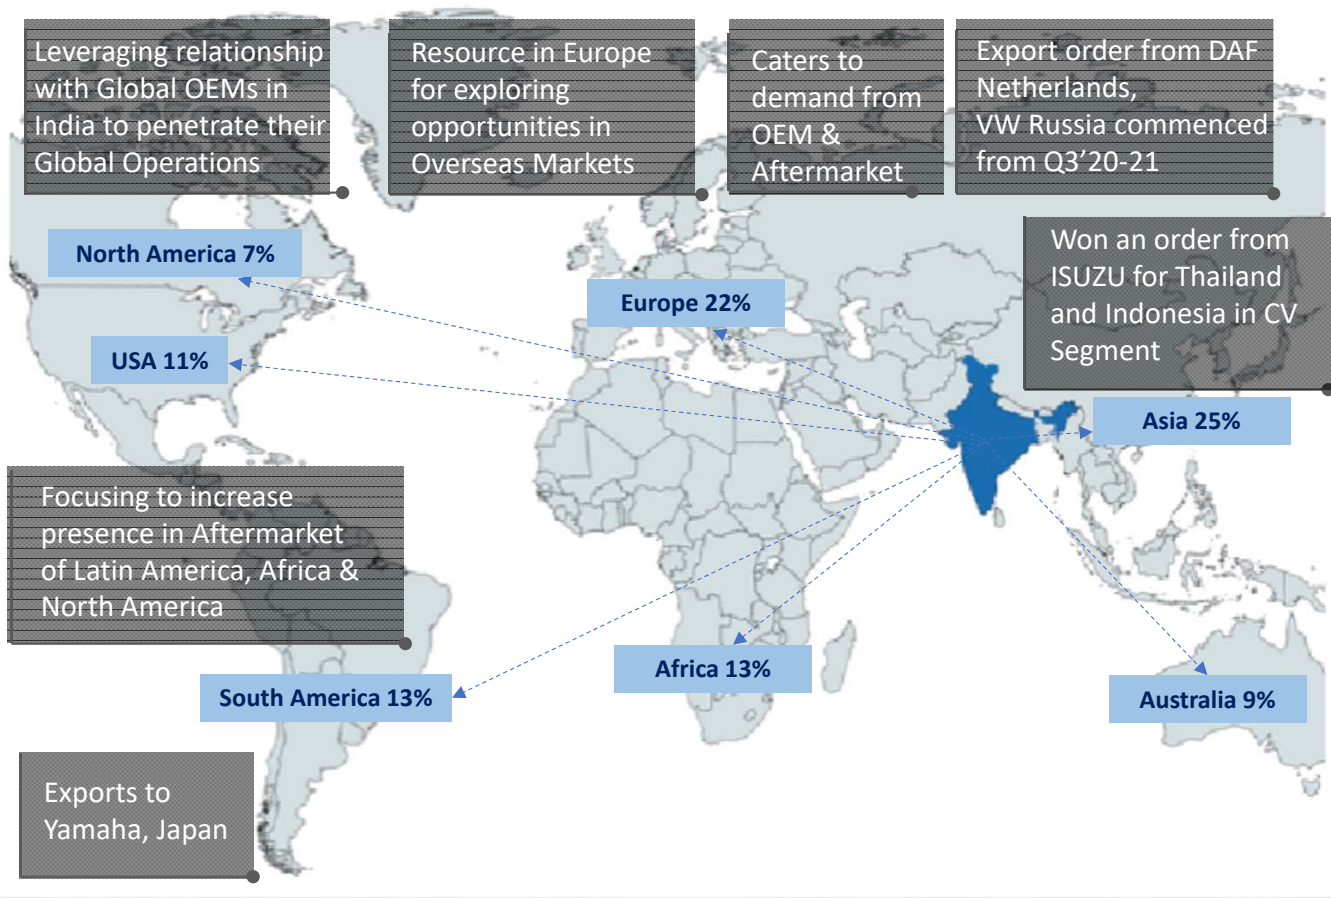 Leveraging relationship
with Global OEMs in
India to penetrate their
Global Operations
Resource in Europe
for exploring
opportunities in
Overseas Markets
Caters to
demand from
OEM &
Aftermarket
Export order from DAF
Netherlands,
VW Russia commenced
from Q3’20-21
Won an order from
ISUZU for Thailand
and Indonesia in CV
Segment
North America 7%
Europe 22%
USA 11%
Asia 25%
Focusing to increase
presence in Aftermarket
of Latin America, Africa &
North America
Africa 13%
South America 13%
Australia 9%
Exports to
Yamaha, Japan